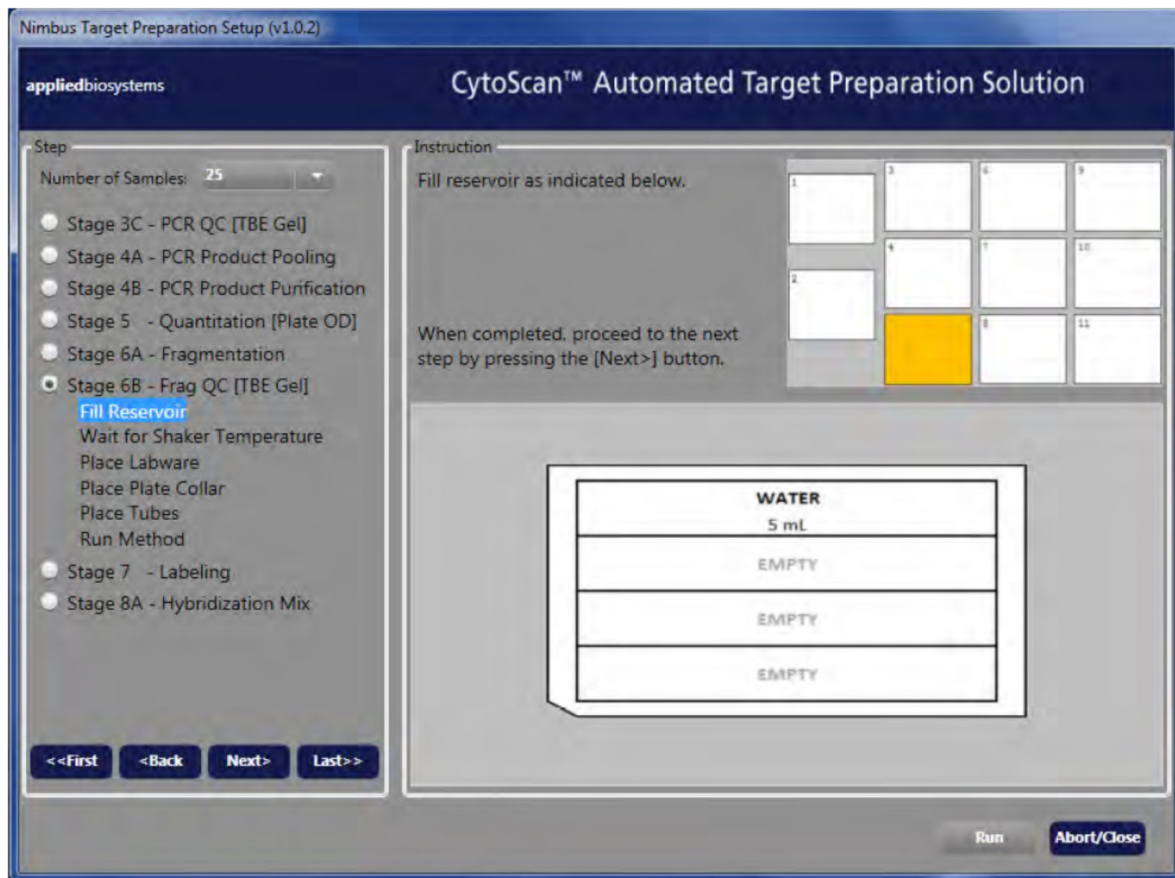 Nimbus Target Preparation Setup (v1.0.2)
appliedbiosystems
CytoScan™ Automated Target Preparation Solution
Step
Number of Samples: 25
Stage 3C - PCR QC [TBE Gel]
Stage 4A - PCR Product Pooling
Stage 4B - PCR Product Purification
Stage 5 - Quantitation [Plate OD]
Stage 6A - Fragmentation
Stage 6B - Frag QC [TBE Gel]
Fill Reservoir
Wait for Shaker Temperature
Place Labware
Place Plate Collar
Place Tubes
Run Method
Stage 7 - Labeling
Stage 8A - Hybridization Mix
<<First
<Back
Next>
Last>>
Instruction
Fill reservoir as indicated below.
When completed, proceed to the next
step by pressing the [Next>] button.
1
2
3
4
6
7
8
9
10
11
WATER
5 mL
EMPTY
EMPTY
EMPTY
Run
Abort/Close